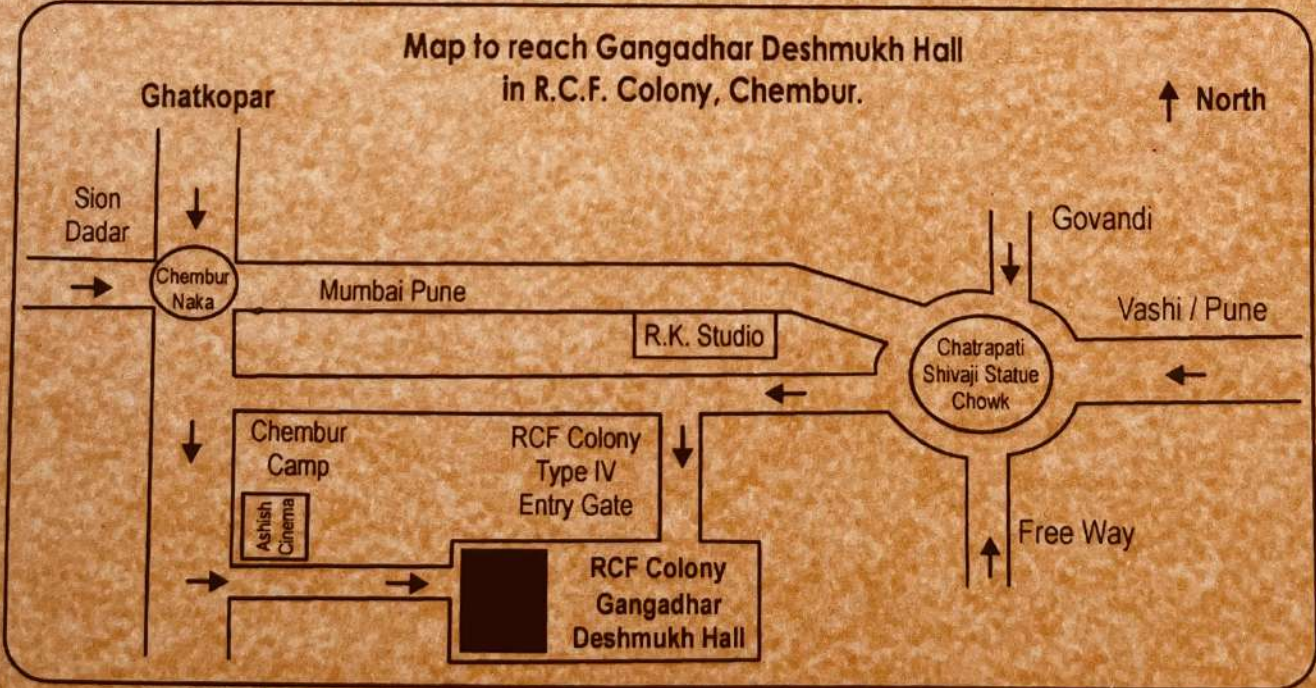 Map to reach Gangadhar Deshmukh Hall
in R.C.F. Colony, Chembur.
Ghatkopar
North
Sion
Dadar
Govandi
Chembur
Naka
Mumbai Pune
Vashi / Pune
R.K. Studio
Chatrapati
Shivaji Statue
Chowk
Chembur
Camp
RCF Colony
Type IV
Entry Gate
Ashish
Cinema
Free Way
RCF Colony
Gangadhar
Deshmukh Hall